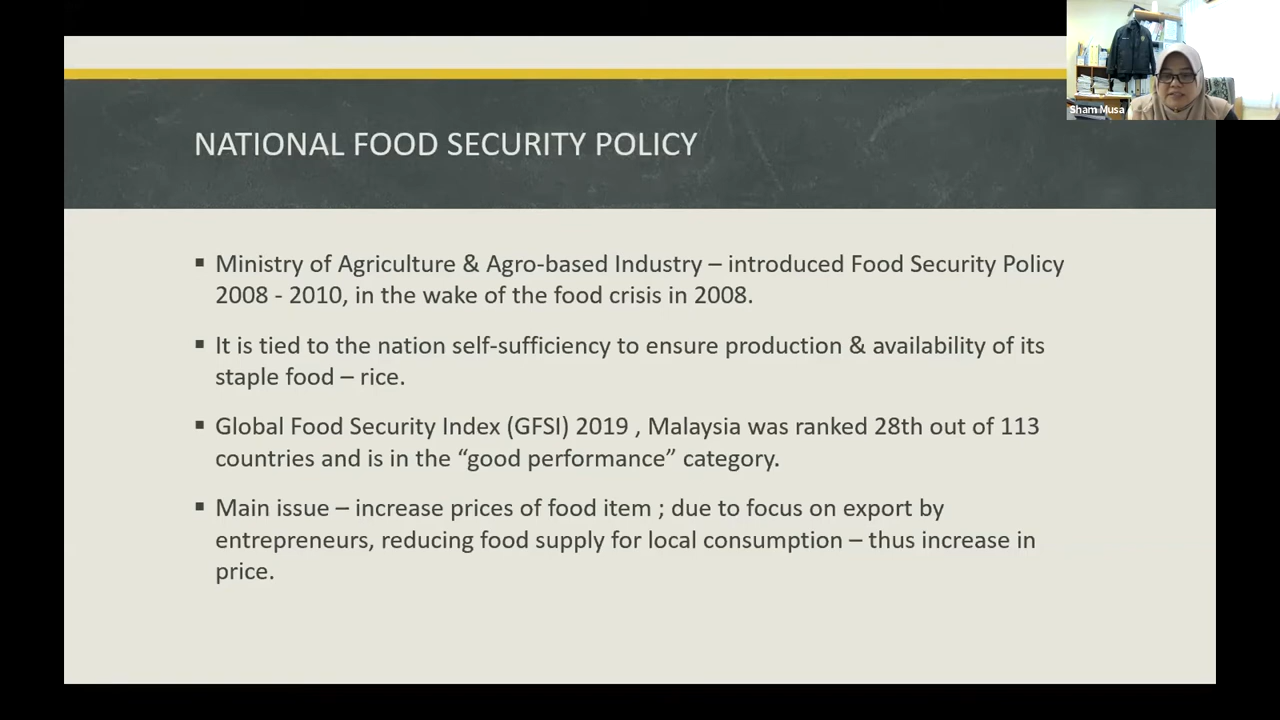 Sham Musa
NATIONAL FOOD SECURITY POLICY
▪ Ministry of Agriculture & Agro-based Industry – introduced Food Security Policy
2008 - 2010, in the wake of the food crisis in 2008.
▪ It is tied to the nation self-sufficiency to ensure production & availability of its
staple food – rice.
▪ Global Food Security Index (GFSI) 2019 , Malaysia was ranked 28th out of 113
countries and is in the “good performance” category.
▪ Main issue – increase prices of food item ; due to focus on export by
entrepreneurs, reducing food supply for local consumption – thus increase in
price.